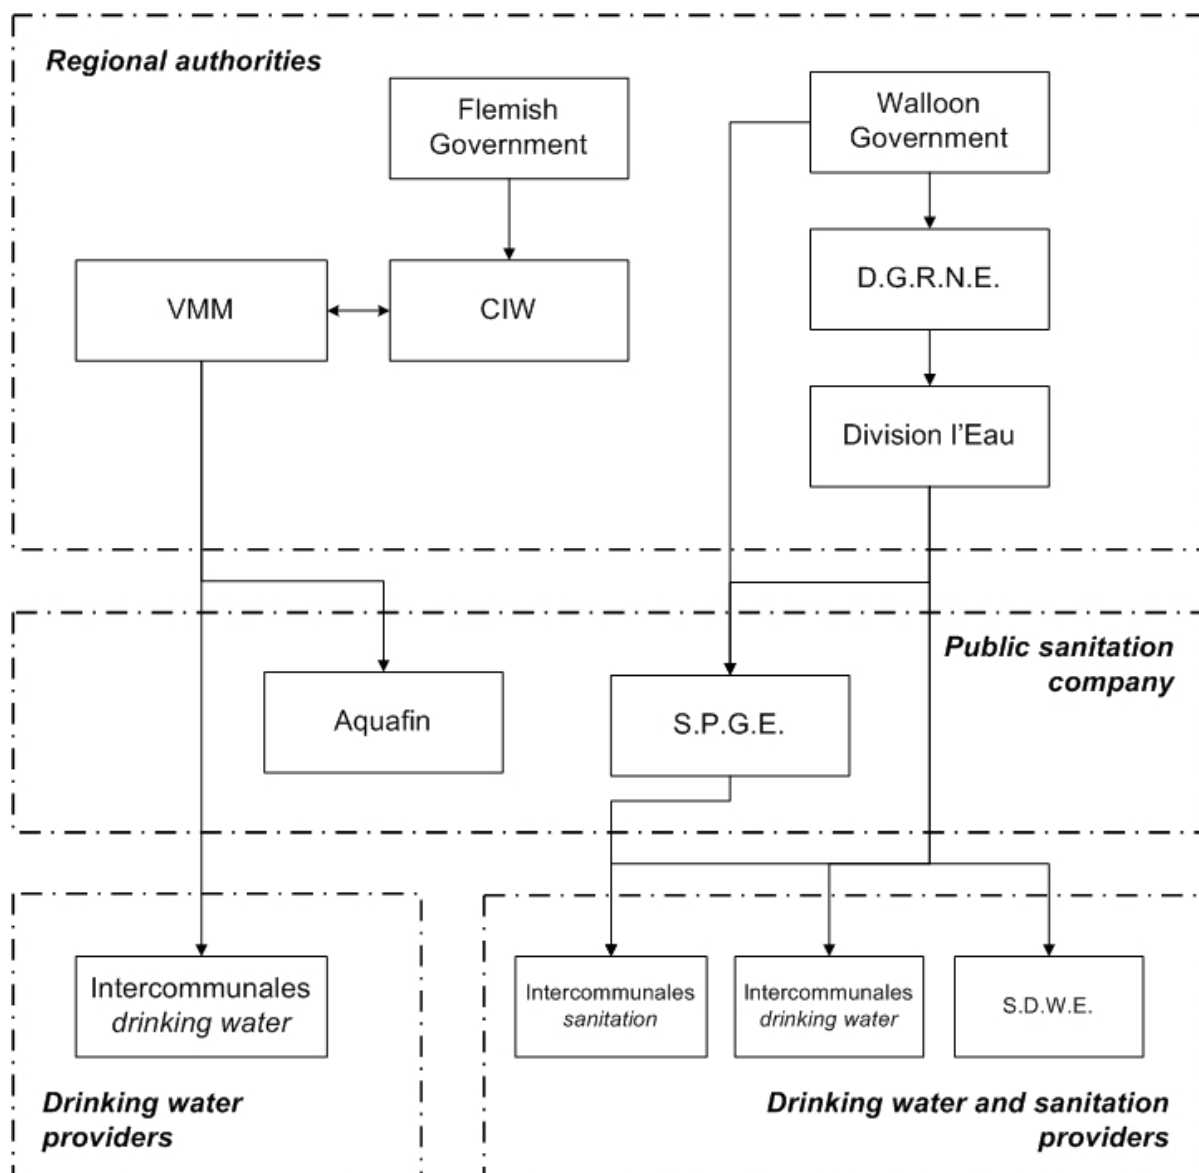 Regional authorities
Flemish
Government
Walloon
Government
D.G.R.N.E.
VMM
CIW
Division l'Eau
Public sanitation
company
Aquafin
S.P.G.E.
Intercommunales
drinking water
Intercommunales
sanitation
Intercommunales
drinking water
S.D.W.E.
Drinking water
providers
Drinking water and sanitation
providers